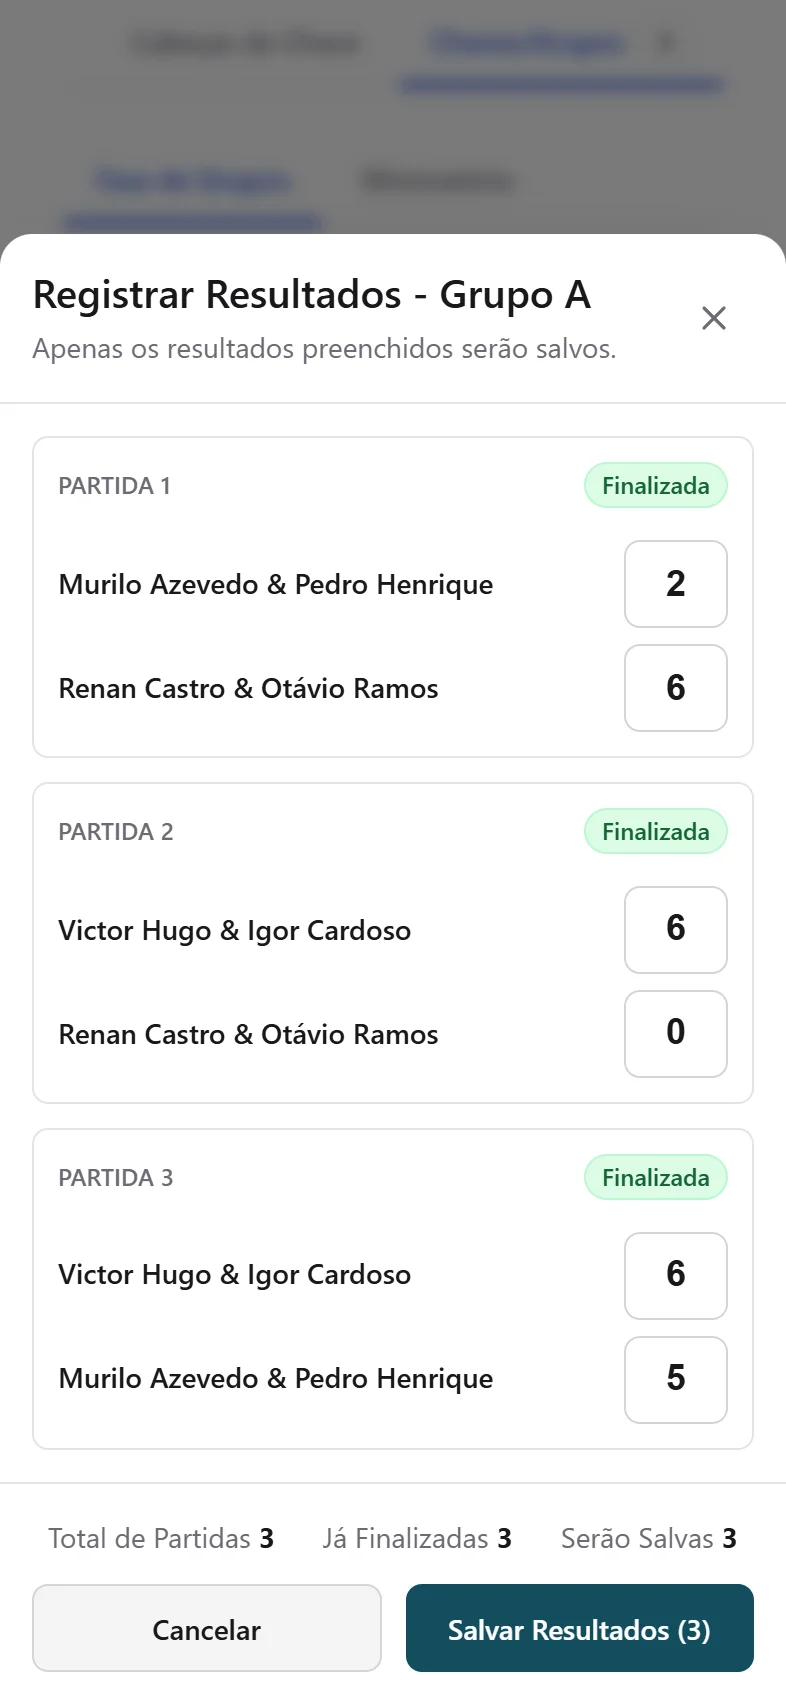 Registrar Resultados - Grupo A
Apenas os resultados preenchidos serão salvos.
PARTIDA 1
Finalizada
Murilo Azevedo & Pedro Henrique
2
Renan Castro & Otávio Ramos
6
PARTIDA 2
Finalizada
Victor Hugo & Igor Cardoso
6
Renan Castro & Otávio Ramos
0
PARTIDA 3
Finalizada
Victor Hugo & Igor Cardoso
6
Murilo Azevedo & Pedro Henrique
5
Total de Partidas 3
Já Finalizadas 3
Serão Salvas 3
Cancelar
Salvar Resultados (3)